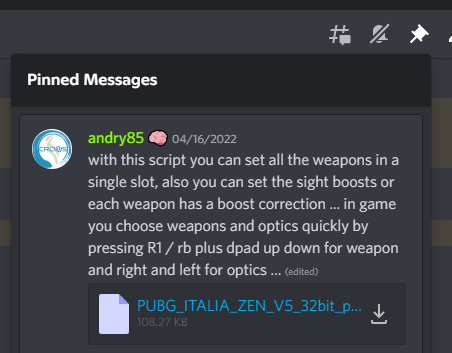 Pinned Messages
andry85 🧠 04/16/2022
with this script you can set all the weapons in a
single slot, also you can set the sight boosts or
each weapon has a boost correction ... in game
you choose weapons and optics quickly by
pressing R1 / rb plus dpad up down for weapon
and right and left for optics ... (edited)
PUBG_ITALIA_ZEN_V5_32bit_p...
108.27 KB